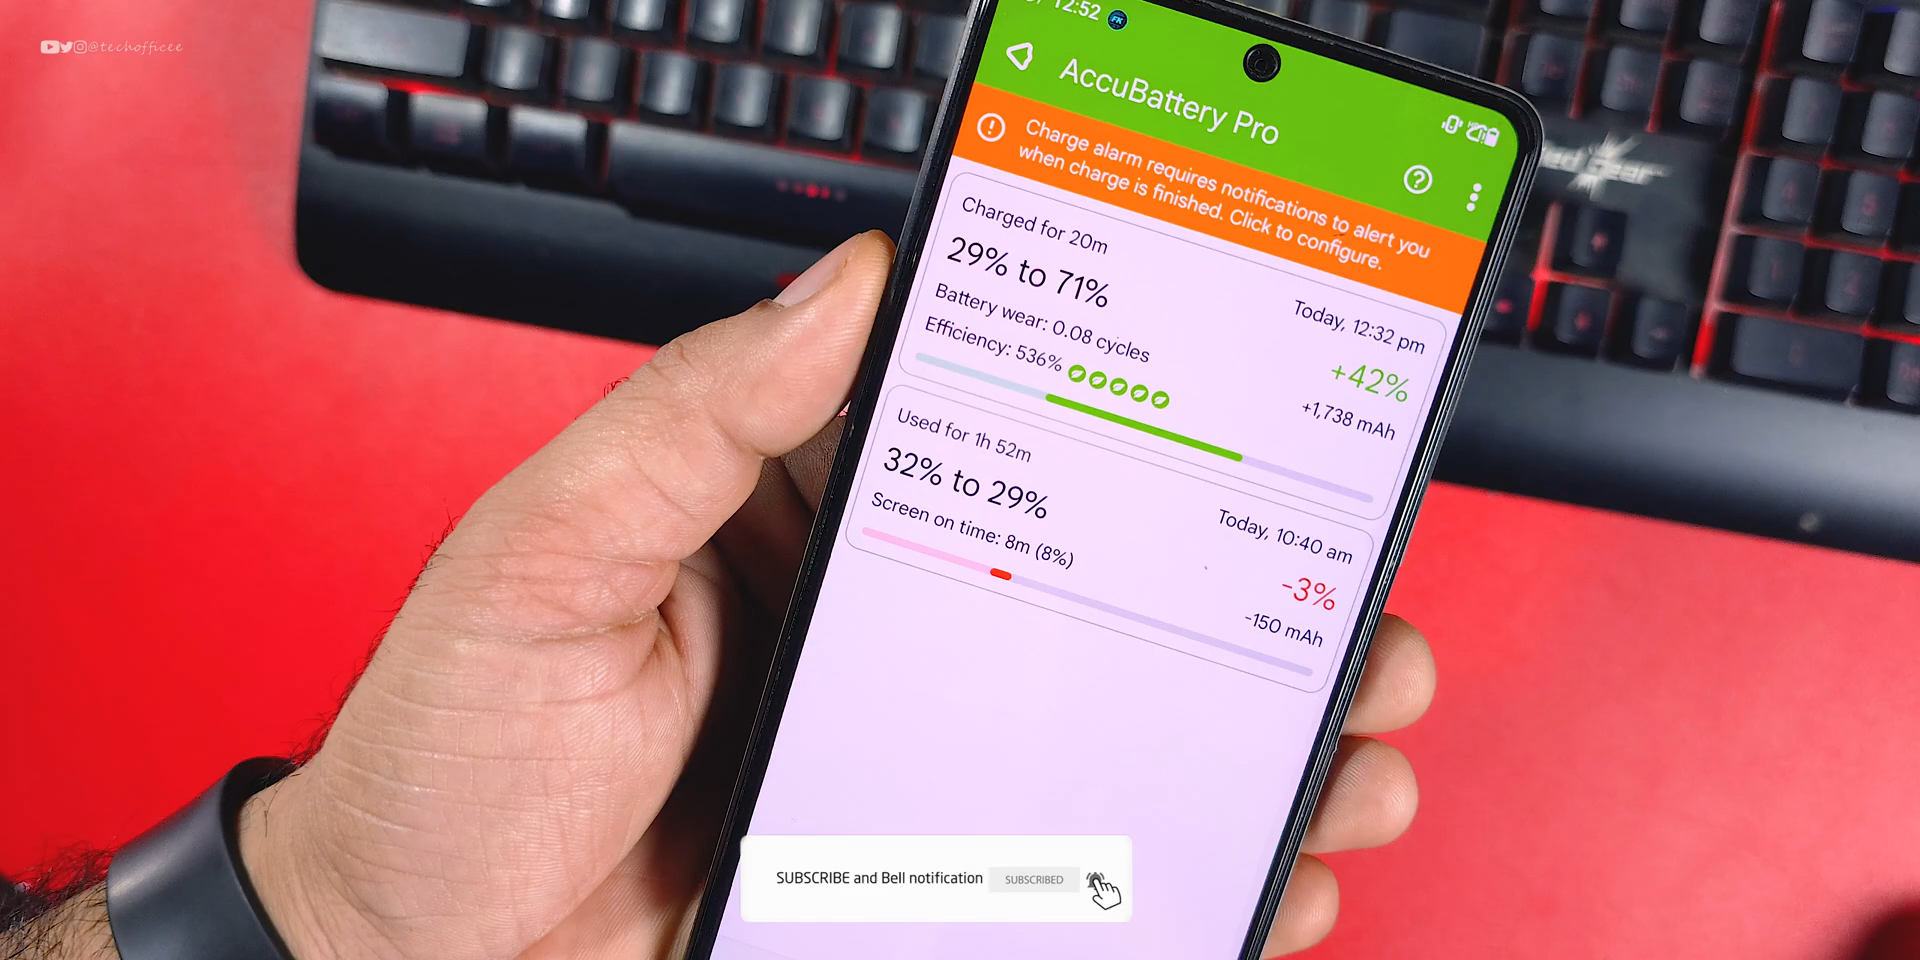 @techofficee
12:52
AccuBattery Pro
Charge alarm requires notifications to alert you
when charge is finished. Click to configure.
Charged for 20m
29% to 71%
Today, 12:32 pm
Battery wear: 0.08 cycles
+42%
Efficiency: 536%
+1,738 mAh
Used for 1h 52m
32% to 29%
Today, 10:40 am
Screen on time: 8m (8%)
-3%
-150 mAh
SUBSCRIBE and Bell notification
SUBSCRIBED